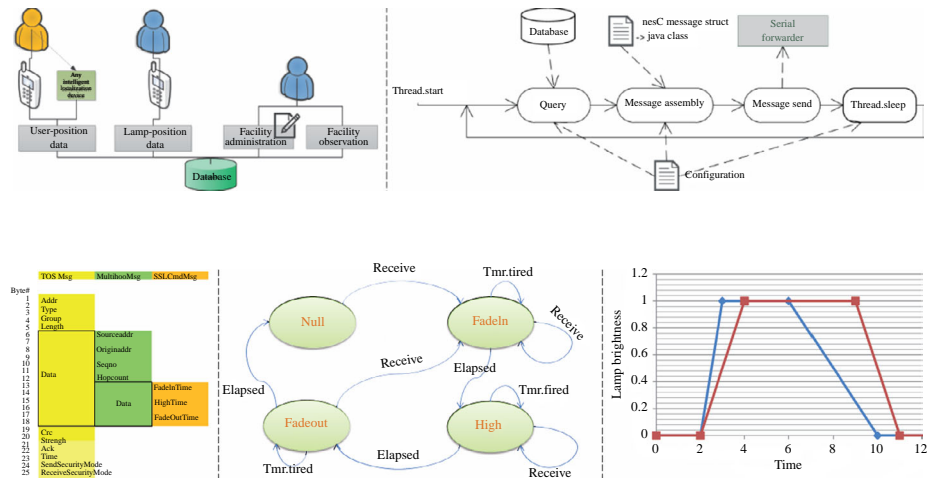 Any
intelligent
localization
device
User-position
data
Lamp-position
data
Facility
administration
Facility
observation
Database
Database
nesC message struct
-> java class
Serial
forwarder
Thread.start
Query
Message assembly
Message send
Thread.sleep
Configuration
TOS Msg MultihooMsg SSLCmdMsg
Byte#
1 Addr
2
3 Type
4 Group
5 Length
6 Sourceaddr
7
8 Originaddr
9
10 Seqno
11 Data
12 Hopcount
13 FadeInTime
14
15 Data HighTime
16
17 FadeOutTime
18
19 Crc
20
21 Strengh
22 Ack
23 Time
24 SendSecurityMode
25 ReceiveSecurityMode
Receive
Tmr.tired
Null
FadeIn
Receive
Elapsed
Receive
Elapsed
Tmr.fired
Fadeout
High
Elapsed
Tmr.tired
Receive
Lamp brightness
1.2
1
0.8
0.6
0.4
0.2
0
0 2 4 6 8 10 12
Time